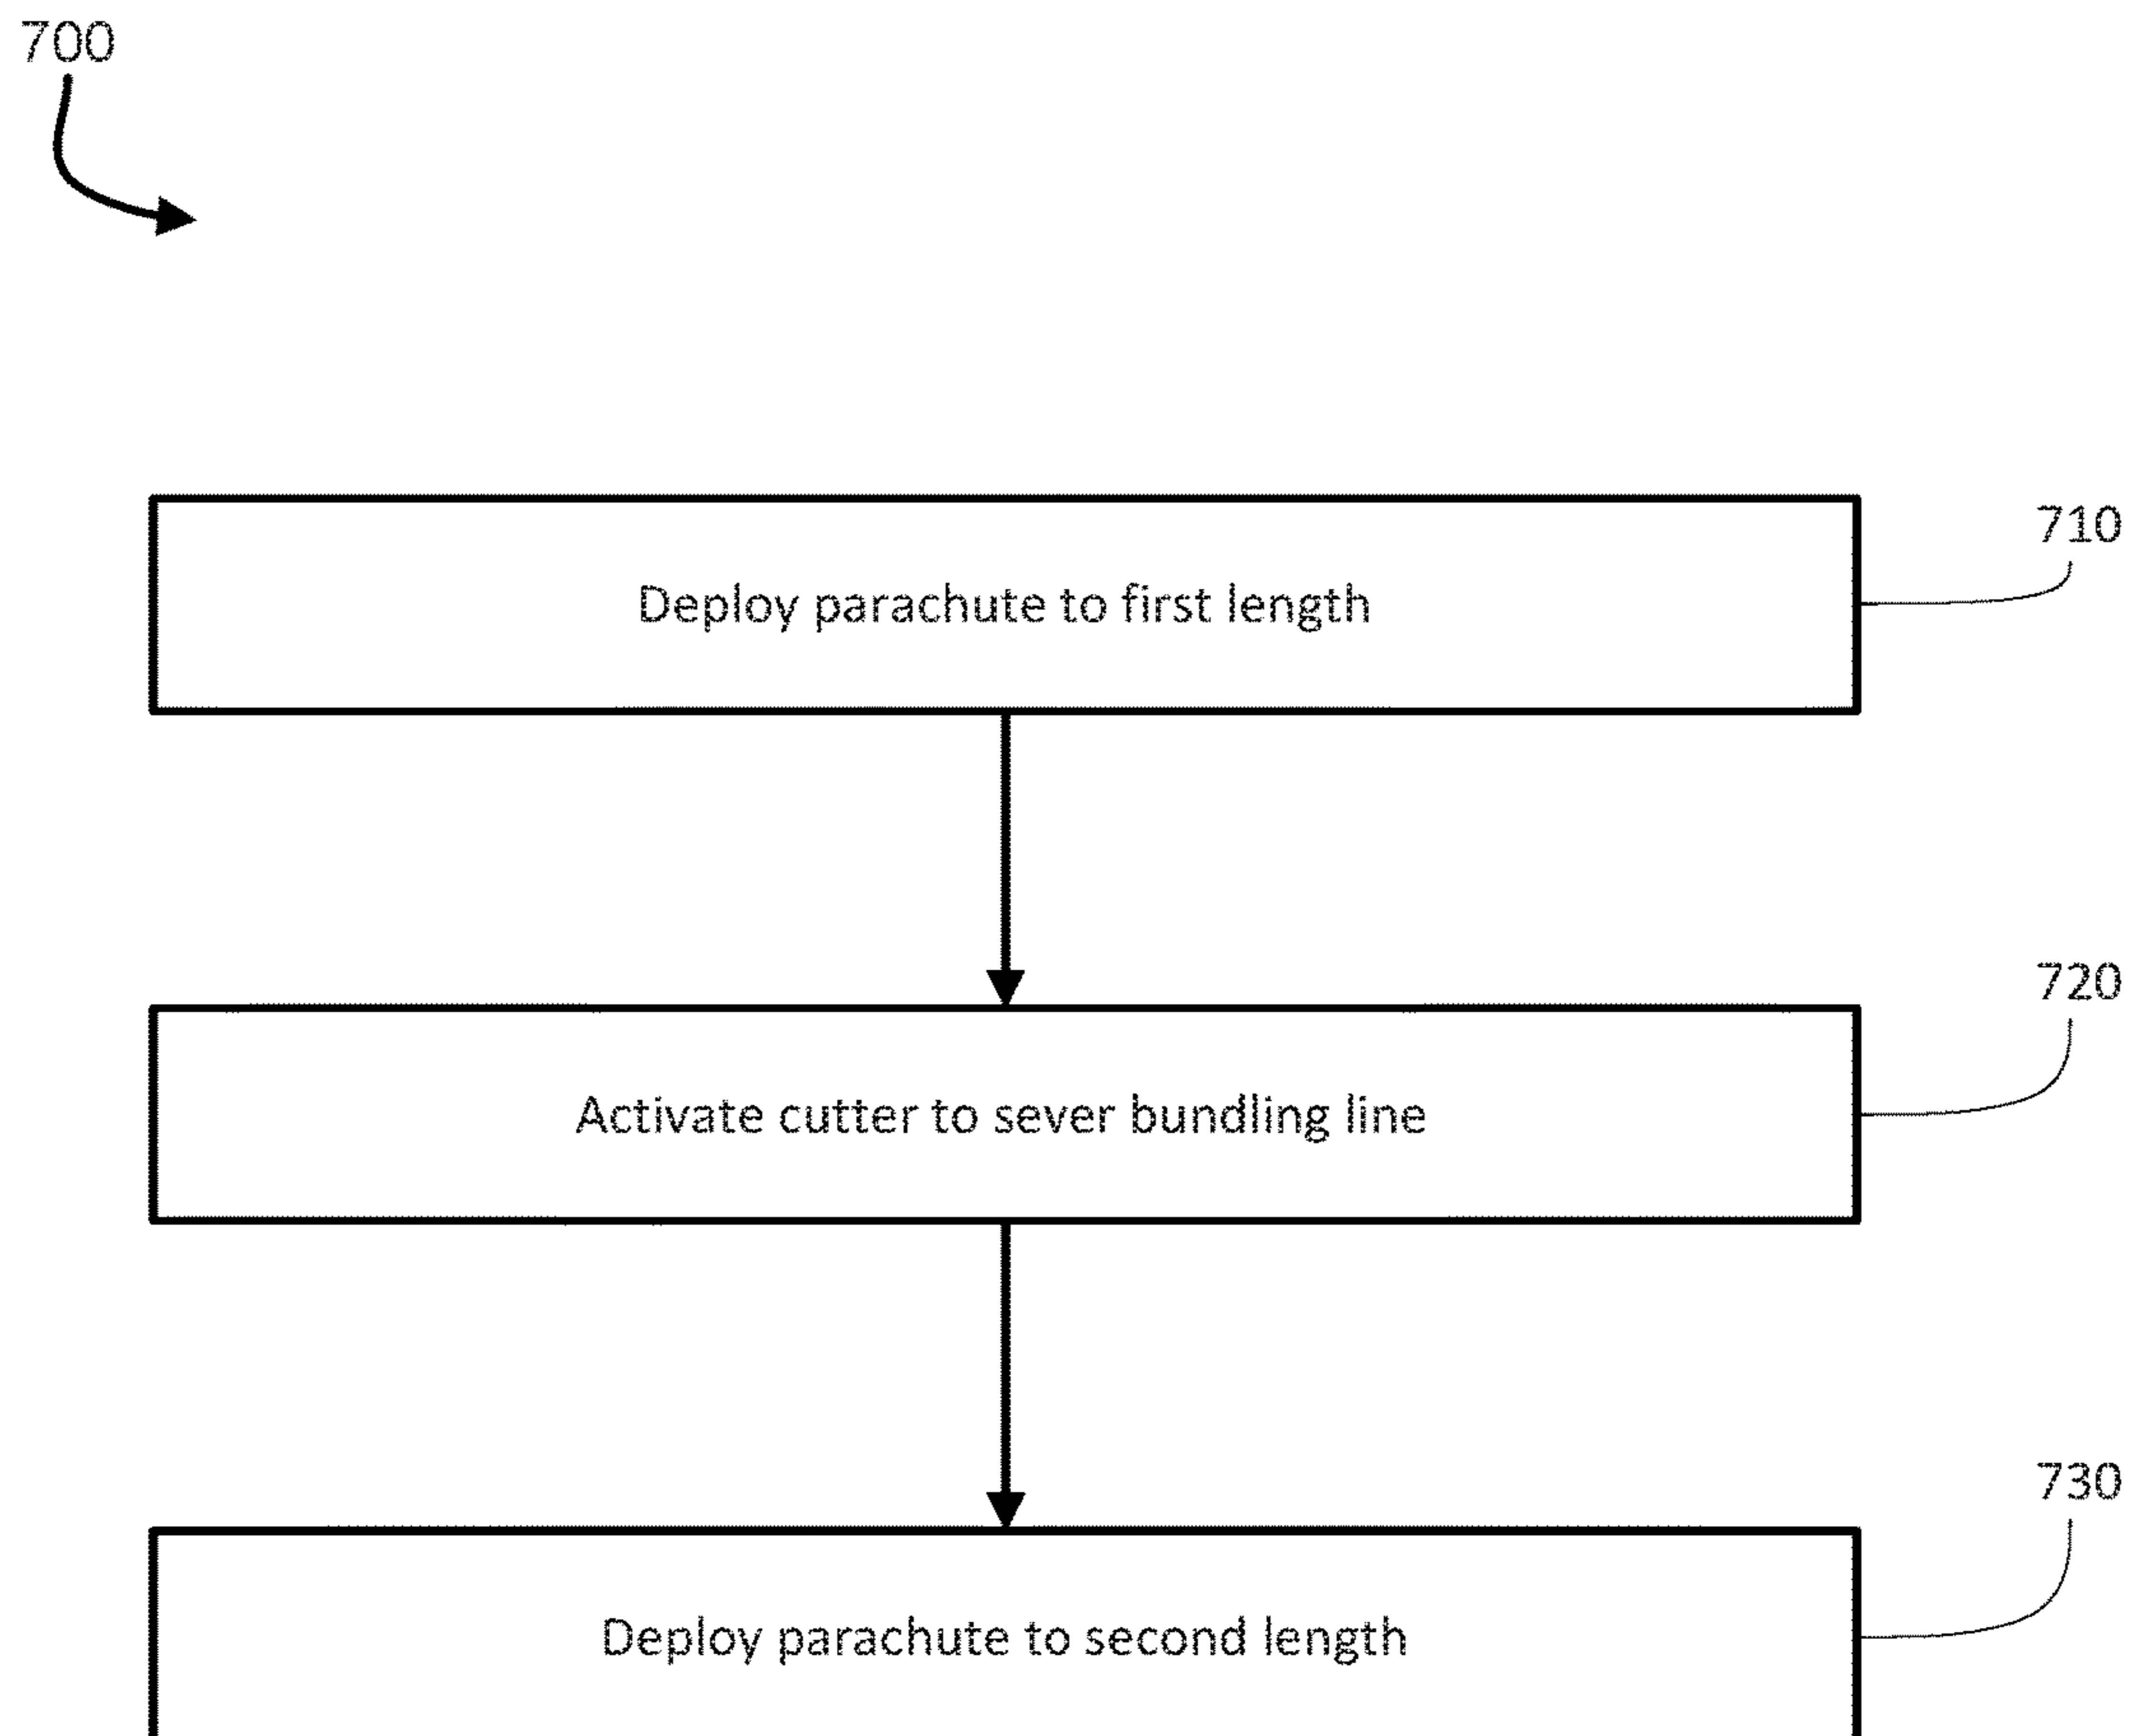 700
710
Deploy parachute to first length
720
Activate cutter to sever bundling line
730
Deploy parachute to second length